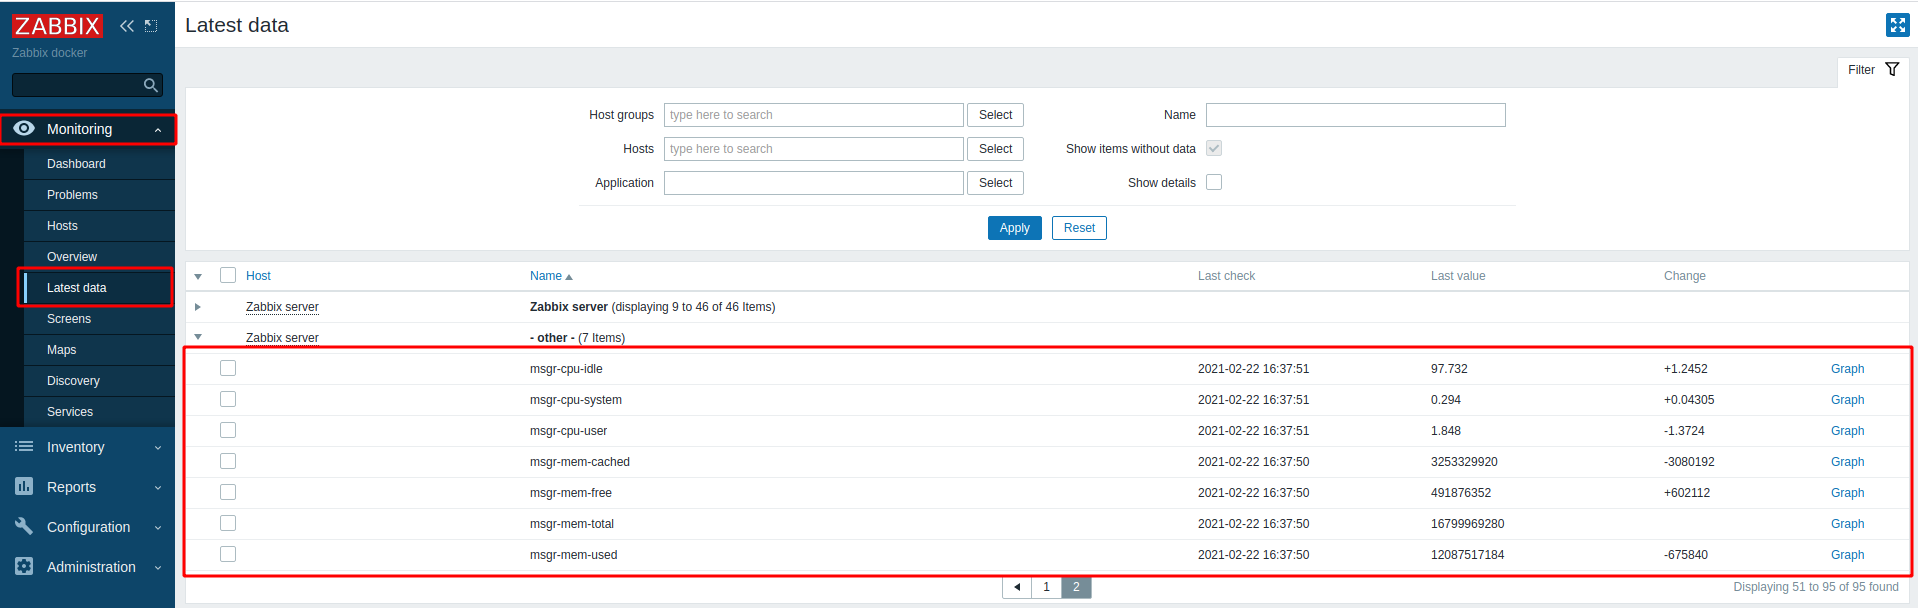 ZABBIX
Zabbix docker
Monitoring
Dashboard
Problems
Hosts
Overview
Latest data
Screens
Maps
Discovery
Services
Inventory
Reports
Configuration
Administration
Latest data
Filter
Host groups type here to search Select Name
Hosts type here to search Select Show items without data
Application Select Show details
Apply Reset
Host Name Last check Last value Change
Zabbix server Zabbix server (displaying 9 to 46 of 46 Items)
Zabbix server - other - (7 Items)
msgr-cpu-idle 2021-02-22 16:37:51 97.732 +1.2452 Graph
msgr-cpu-system 2021-02-22 16:37:51 0.294 +0.04305 Graph
msgr-cpu-user 2021-02-22 16:37:51 1.848 -1.3724 Graph
msgr-mem-cached 2021-02-22 16:37:50 3253329920 -3080192 Graph
msgr-mem-free 2021-02-22 16:37:50 491876352 +602112 Graph
msgr-mem-total 2021-02-22 16:37:50 16799969280 Graph
msgr-mem-used 2021-02-22 16:37:50 12087517184 -675840 Graph
1 2 Displaying 51 to 95 of 95 found